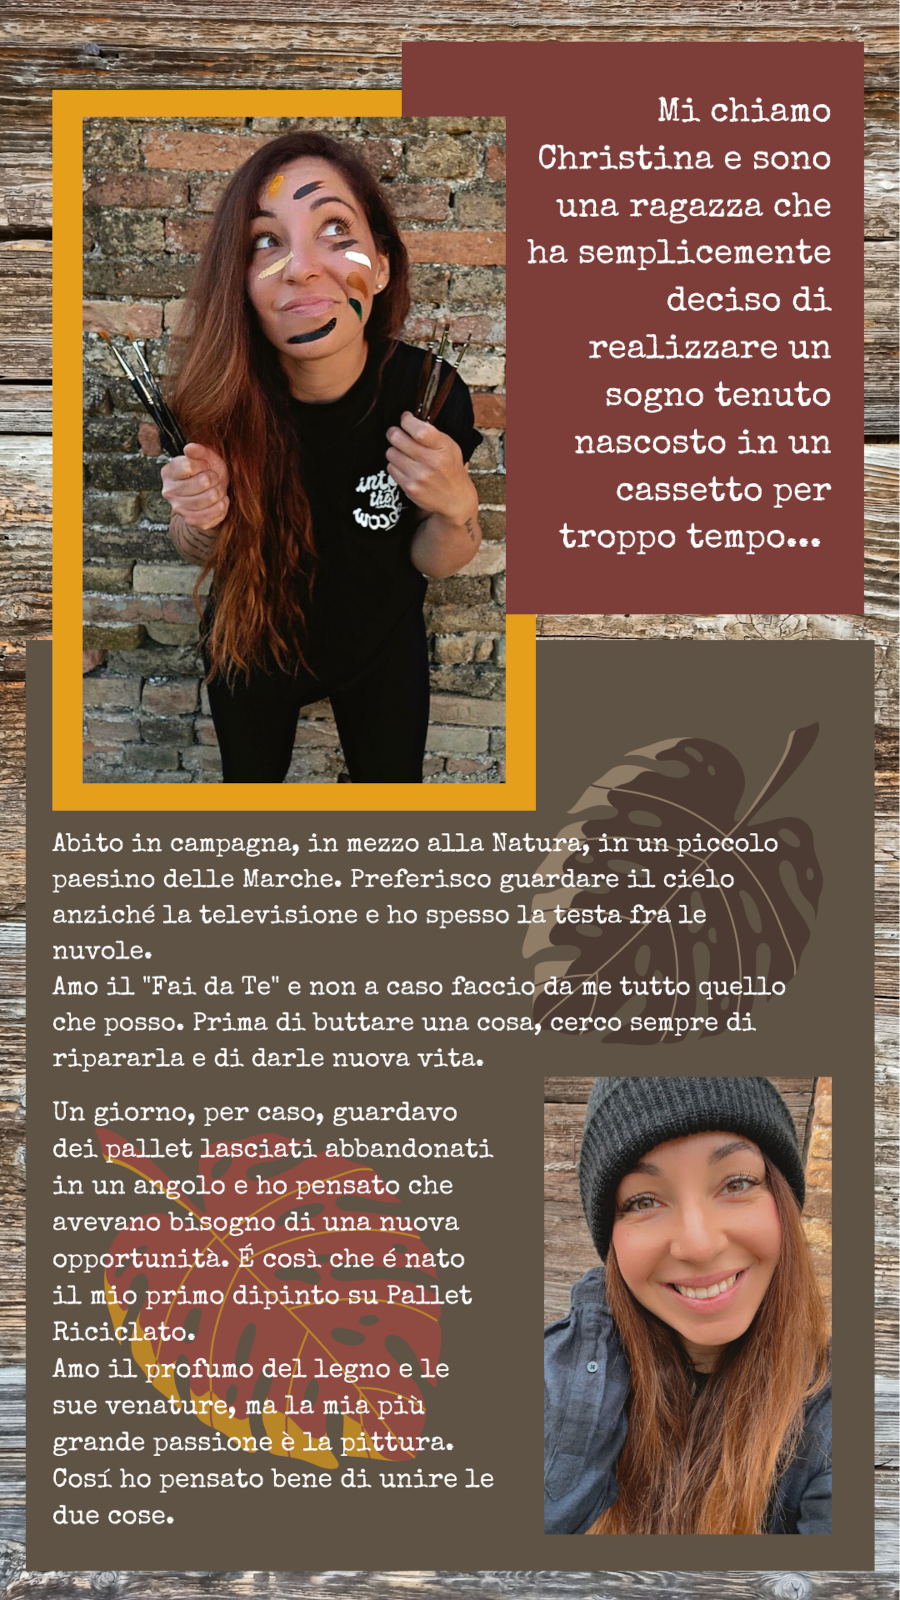 Mi chiamo
Christina e sono
una ragazza che
ha semplicemente
deciso di
realizzare un
sogno tenuto
nascosto in un
cassetto per
troppo tempo...
into
the
Abito in campagna, in mezzo alla Natura, in un piccolo
paesino delle Marche. Preferisco guardare il cielo
anziché la televisione e ho spesso la testa fra le
nuvole.
Amo il "Fai da Te" e non a caso faccio da me tutto quello
che posso. Prima di buttare una cosa, cerco sempre di
ripararla e di darle nuova vita.
Un giorno, per caso, guardavo
dei pallet lasciati abbandonati
in un angolo e ho pensato che
avevano bisogno di una nuova
opportunità. É così che é nato
il mio primo dipinto su Pallet
Riciclato.
Amo il profumo del legno e le
sue venature, ma la mia più
grande passione è la pittura.
Cosí ho pensato bene di unire le
due cose.